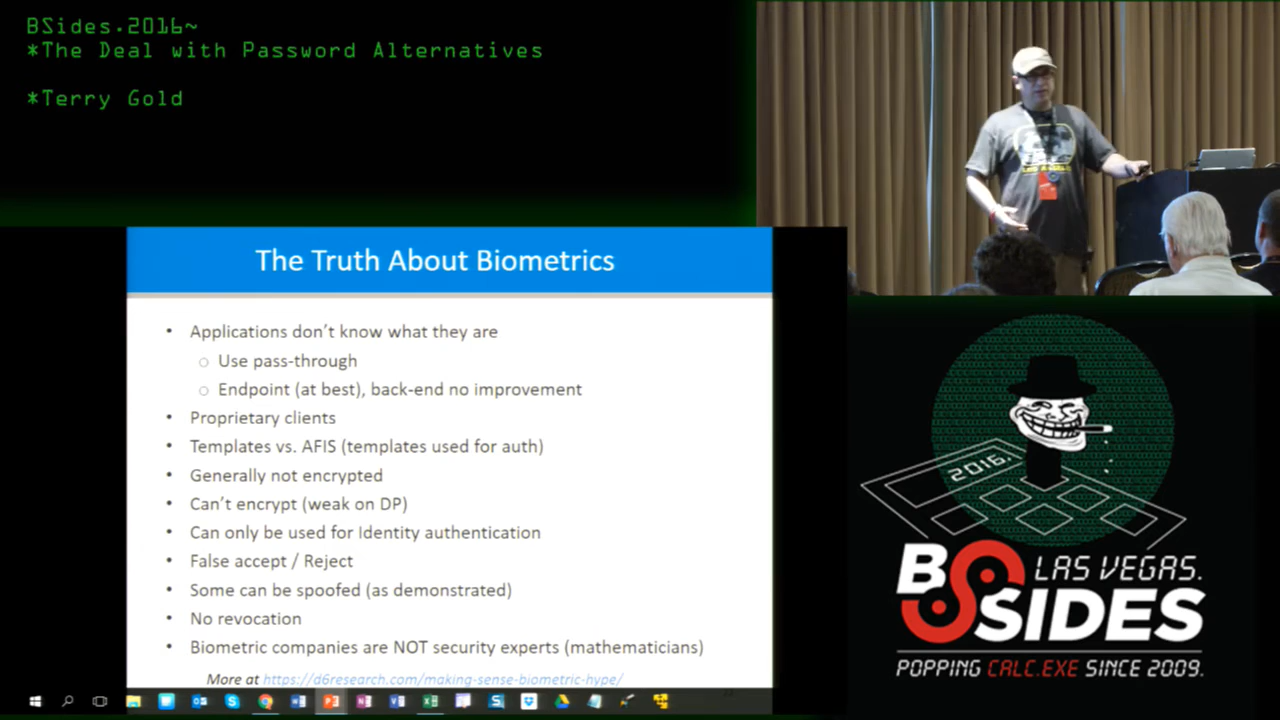 BSides.2016~
*The Deal with Password Alternatives
*Terry Gold
The Truth About Biometrics
• Applications don't know what they are
○ Use pass-through
○ Endpoint (at best), back-end no improvement
• Proprietary clients
• Templates vs. AFIS (templates used for auth)
• Generally not encrypted
• Can't encrypt (weak on DP)
• Can only be used for Identity authentication
• False accept / Reject
• Some can be spoofed (as demonstrated)
• No revocation
• Biometric companies are NOT security experts (mathematicians)
More at https://d6research.com/making-sense-biometric-hype/
2016.
BSIDES
LAS VEGAS.
POPPING CALC.EXE SINCE 2009.